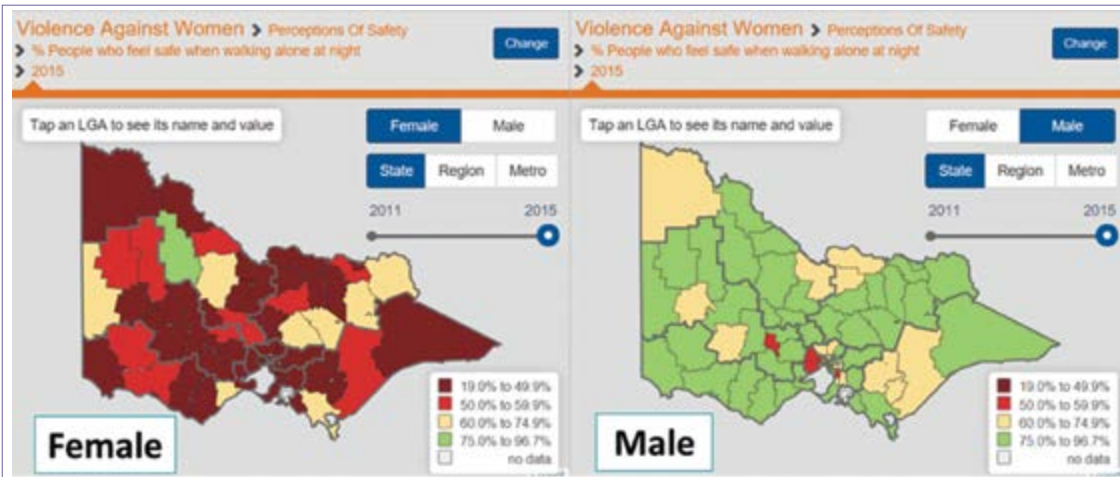 Violence Against Women > Perceptions Of Safety
> % People who feel safe when walking alone at night
> 2015
Change
Tap an LGA to see its name and value
Female Male
State Region Metro
2011 2015
19.0% to 49.9%
50.0% to 59.9%
60.0% to 74.9%
75.0% to 96.7%
no data
Female
Violence Against Women > Perceptions Of Safety
> % People who feel safe when walking alone at night
> 2015
Change
Tap an LGA to see its name and value
Female Male
State Region Metro
2011 2015
19.0% to 49.9%
50.0% to 59.9%
60.0% to 74.9%
75.0% to 96.7%
no data
Male